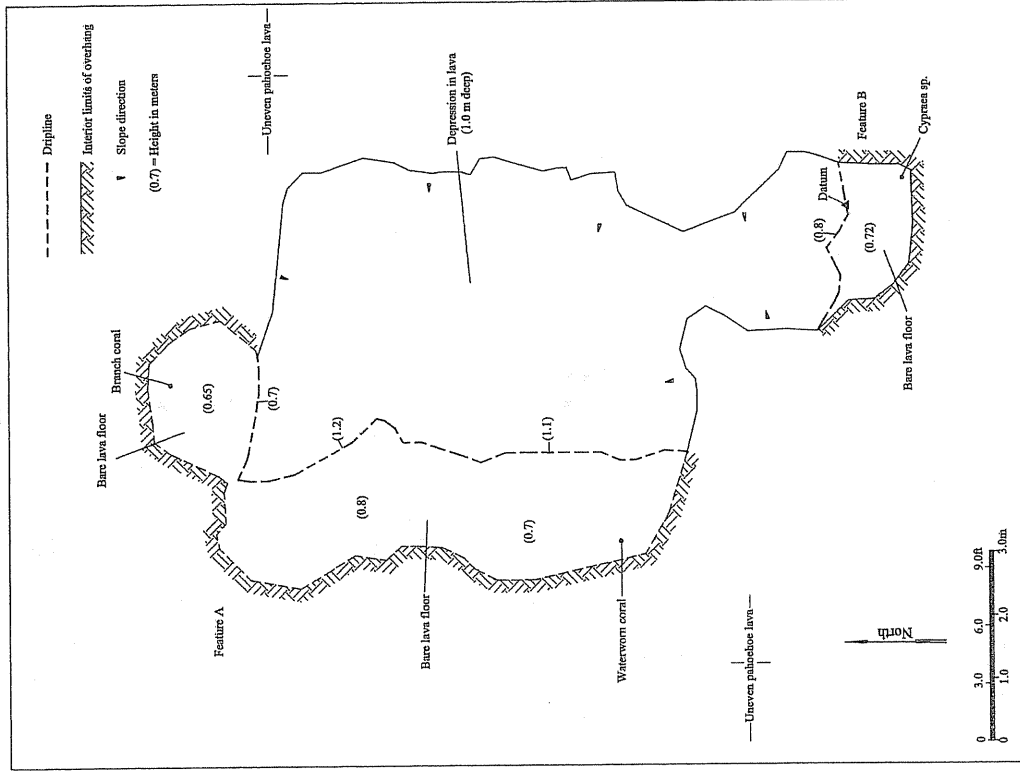 Dripline
Interior limits of overhang
Slope direction
(0.7) = Height in meters
Uneven pahoehoe lava
Bare lava floor
Branch coral
(0.65)
(0.7)
(1.2)
Depression in lava
(1.0 m deep)
Feature A
(0.8)
(1.1)
Bare lava floor
(0.7)
Waterworn coral
Datum
(0.8)
(0.72)
Feature B
Cypraea sp.
Bare lava floor
Uneven pahoehoe lava
North
0 3.0 6.0 9.0ft
0 1.0 2.0 3.0m